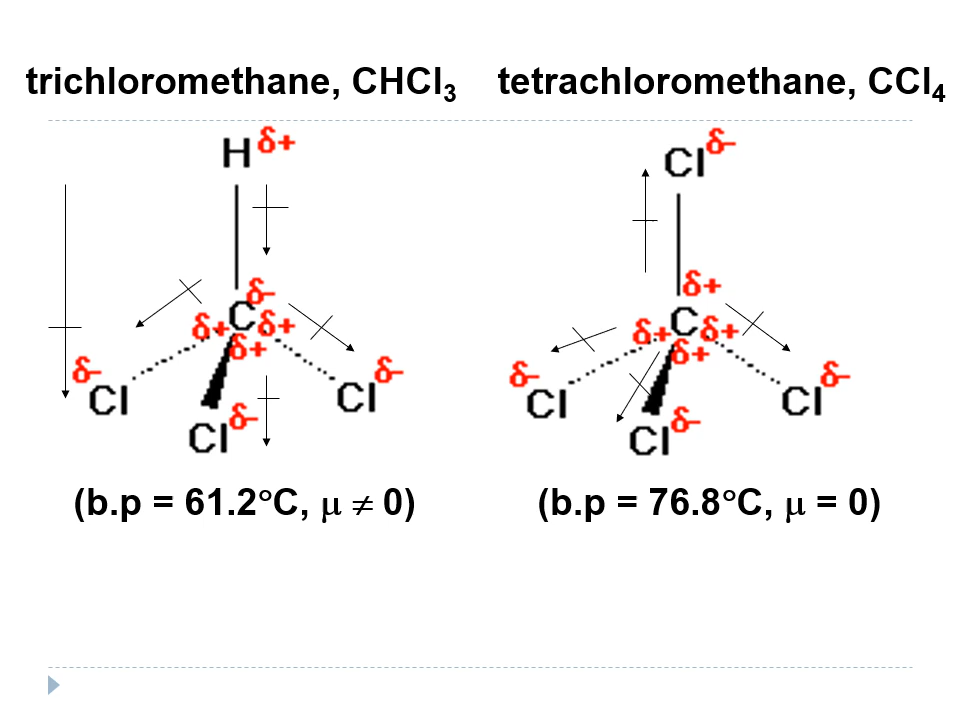 trichloromethane, CHCl₃ tetrachloromethane, CCl₄
H δ+
Cl δ–
δ–
δ+
δ+ C δ+
δ+ C δ+
δ+
δ+
δ– Cl
Cl δ–
δ– Cl
Cl δ–
Cl δ–
Cl δ–
(b.p = 61.2°C, μ ≠ 0) (b.p = 76.8°C, μ = 0)